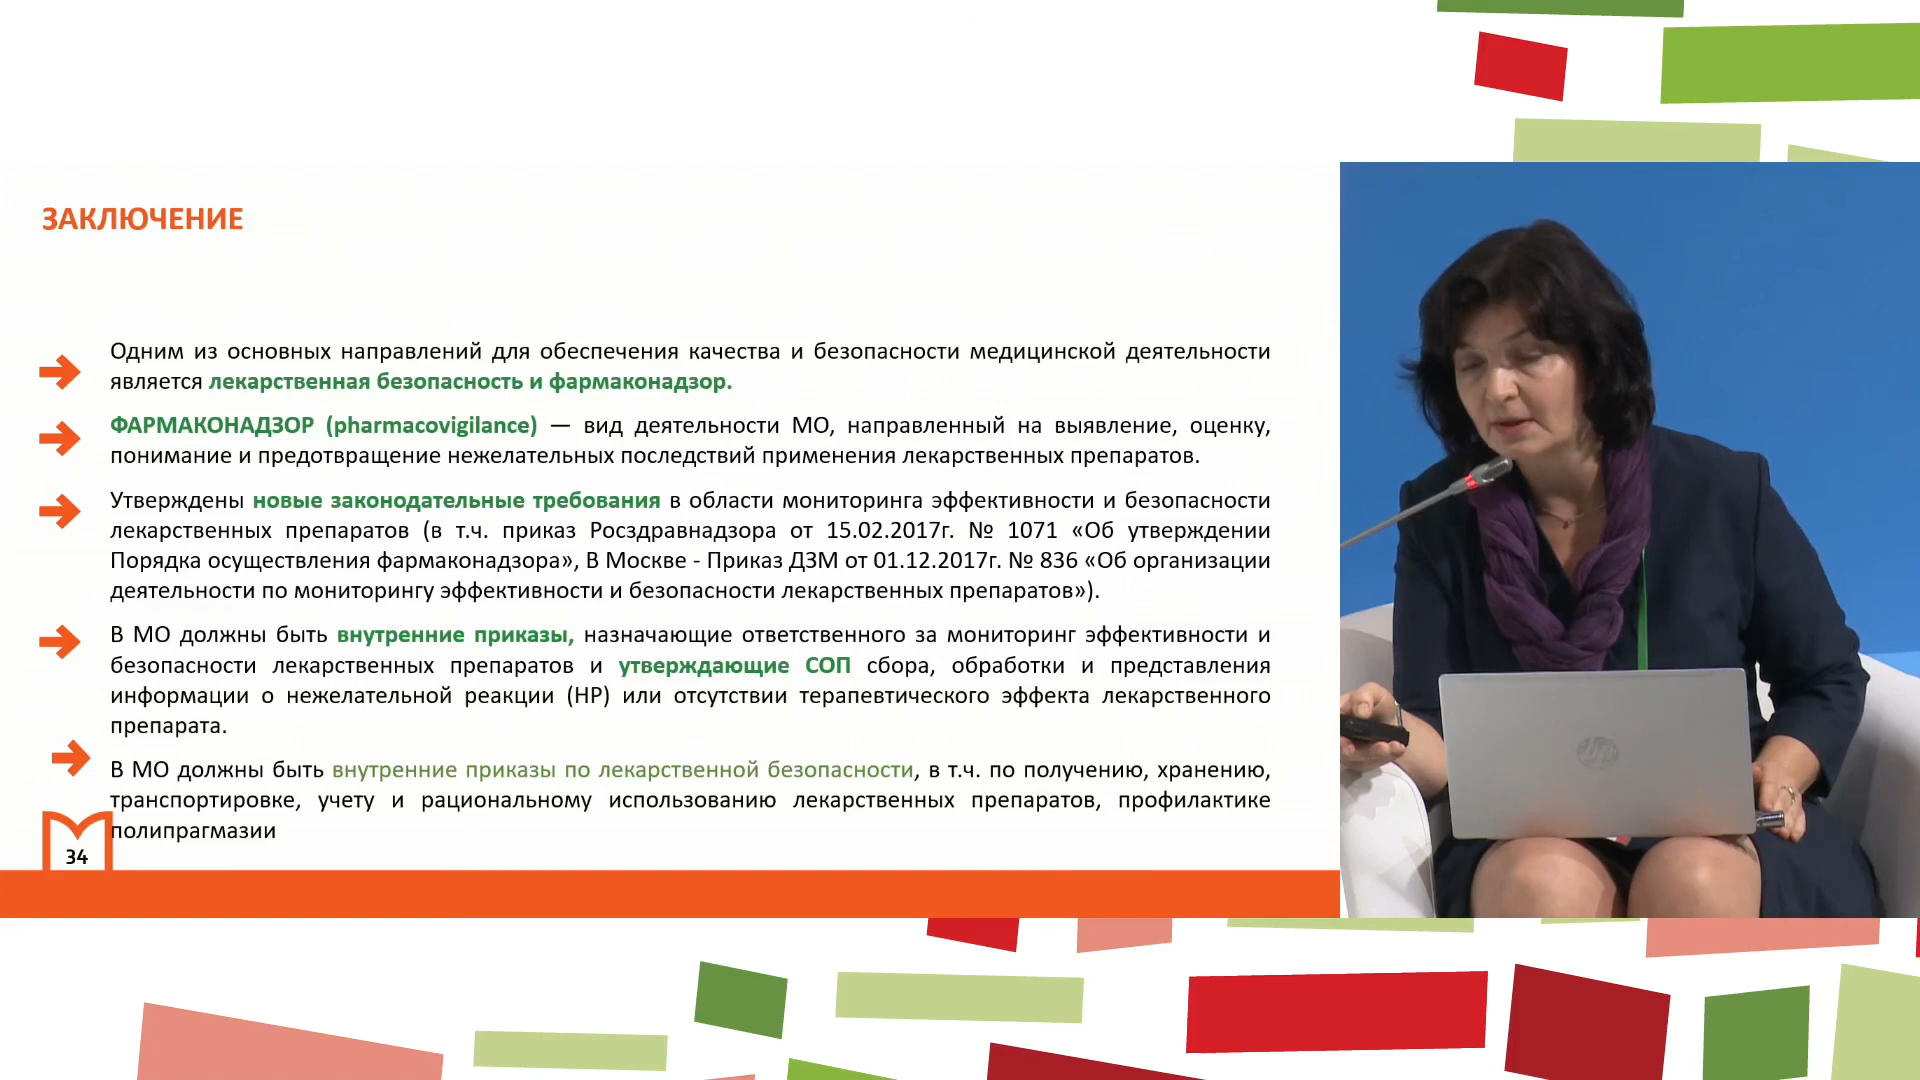 ЗАКЛЮЧЕНИЕ
Одним из основных направлений для обеспечения качества и безопасности медицинской деятельности
является лекарственная безопасность и фармаконадзор.
ФАРМАКОНАДЗОР (pharmacovigilance) — вид деятельности МО, направленный на выявление, оценку,
понимание и предотвращение нежелательных последствий применения лекарственных препаратов.
Утверждены новые законодательные требования в области мониторинга эффективности и безопасности
лекарственных препаратов (в т.ч. приказ Росздравнадзора от 15.02.2017г. № 1071 «Об утверждении
Порядка осуществления фармаконадзора», В Москве - Приказ ДЗМ от 01.12.2017г. № 836 «Об организации
деятельности по мониторингу эффективности и безопасности лекарственных препаратов»).
В МО должны быть внутренние приказы, назначающие ответственного за мониторинг эффективности и
безопасности лекарственных препаратов и утверждающие СОП сбора, обработки и представления
информации о нежелательной реакции (НР) или отсутствии терапевтического эффекта лекарственного
препарата.
В МО должны быть внутренние приказы по лекарственной безопасности, в т.ч. по получению, хранению,
транспортировке, учету и рациональному использованию лекарственных препаратов, профилактике
полипрагмазии
34
hp